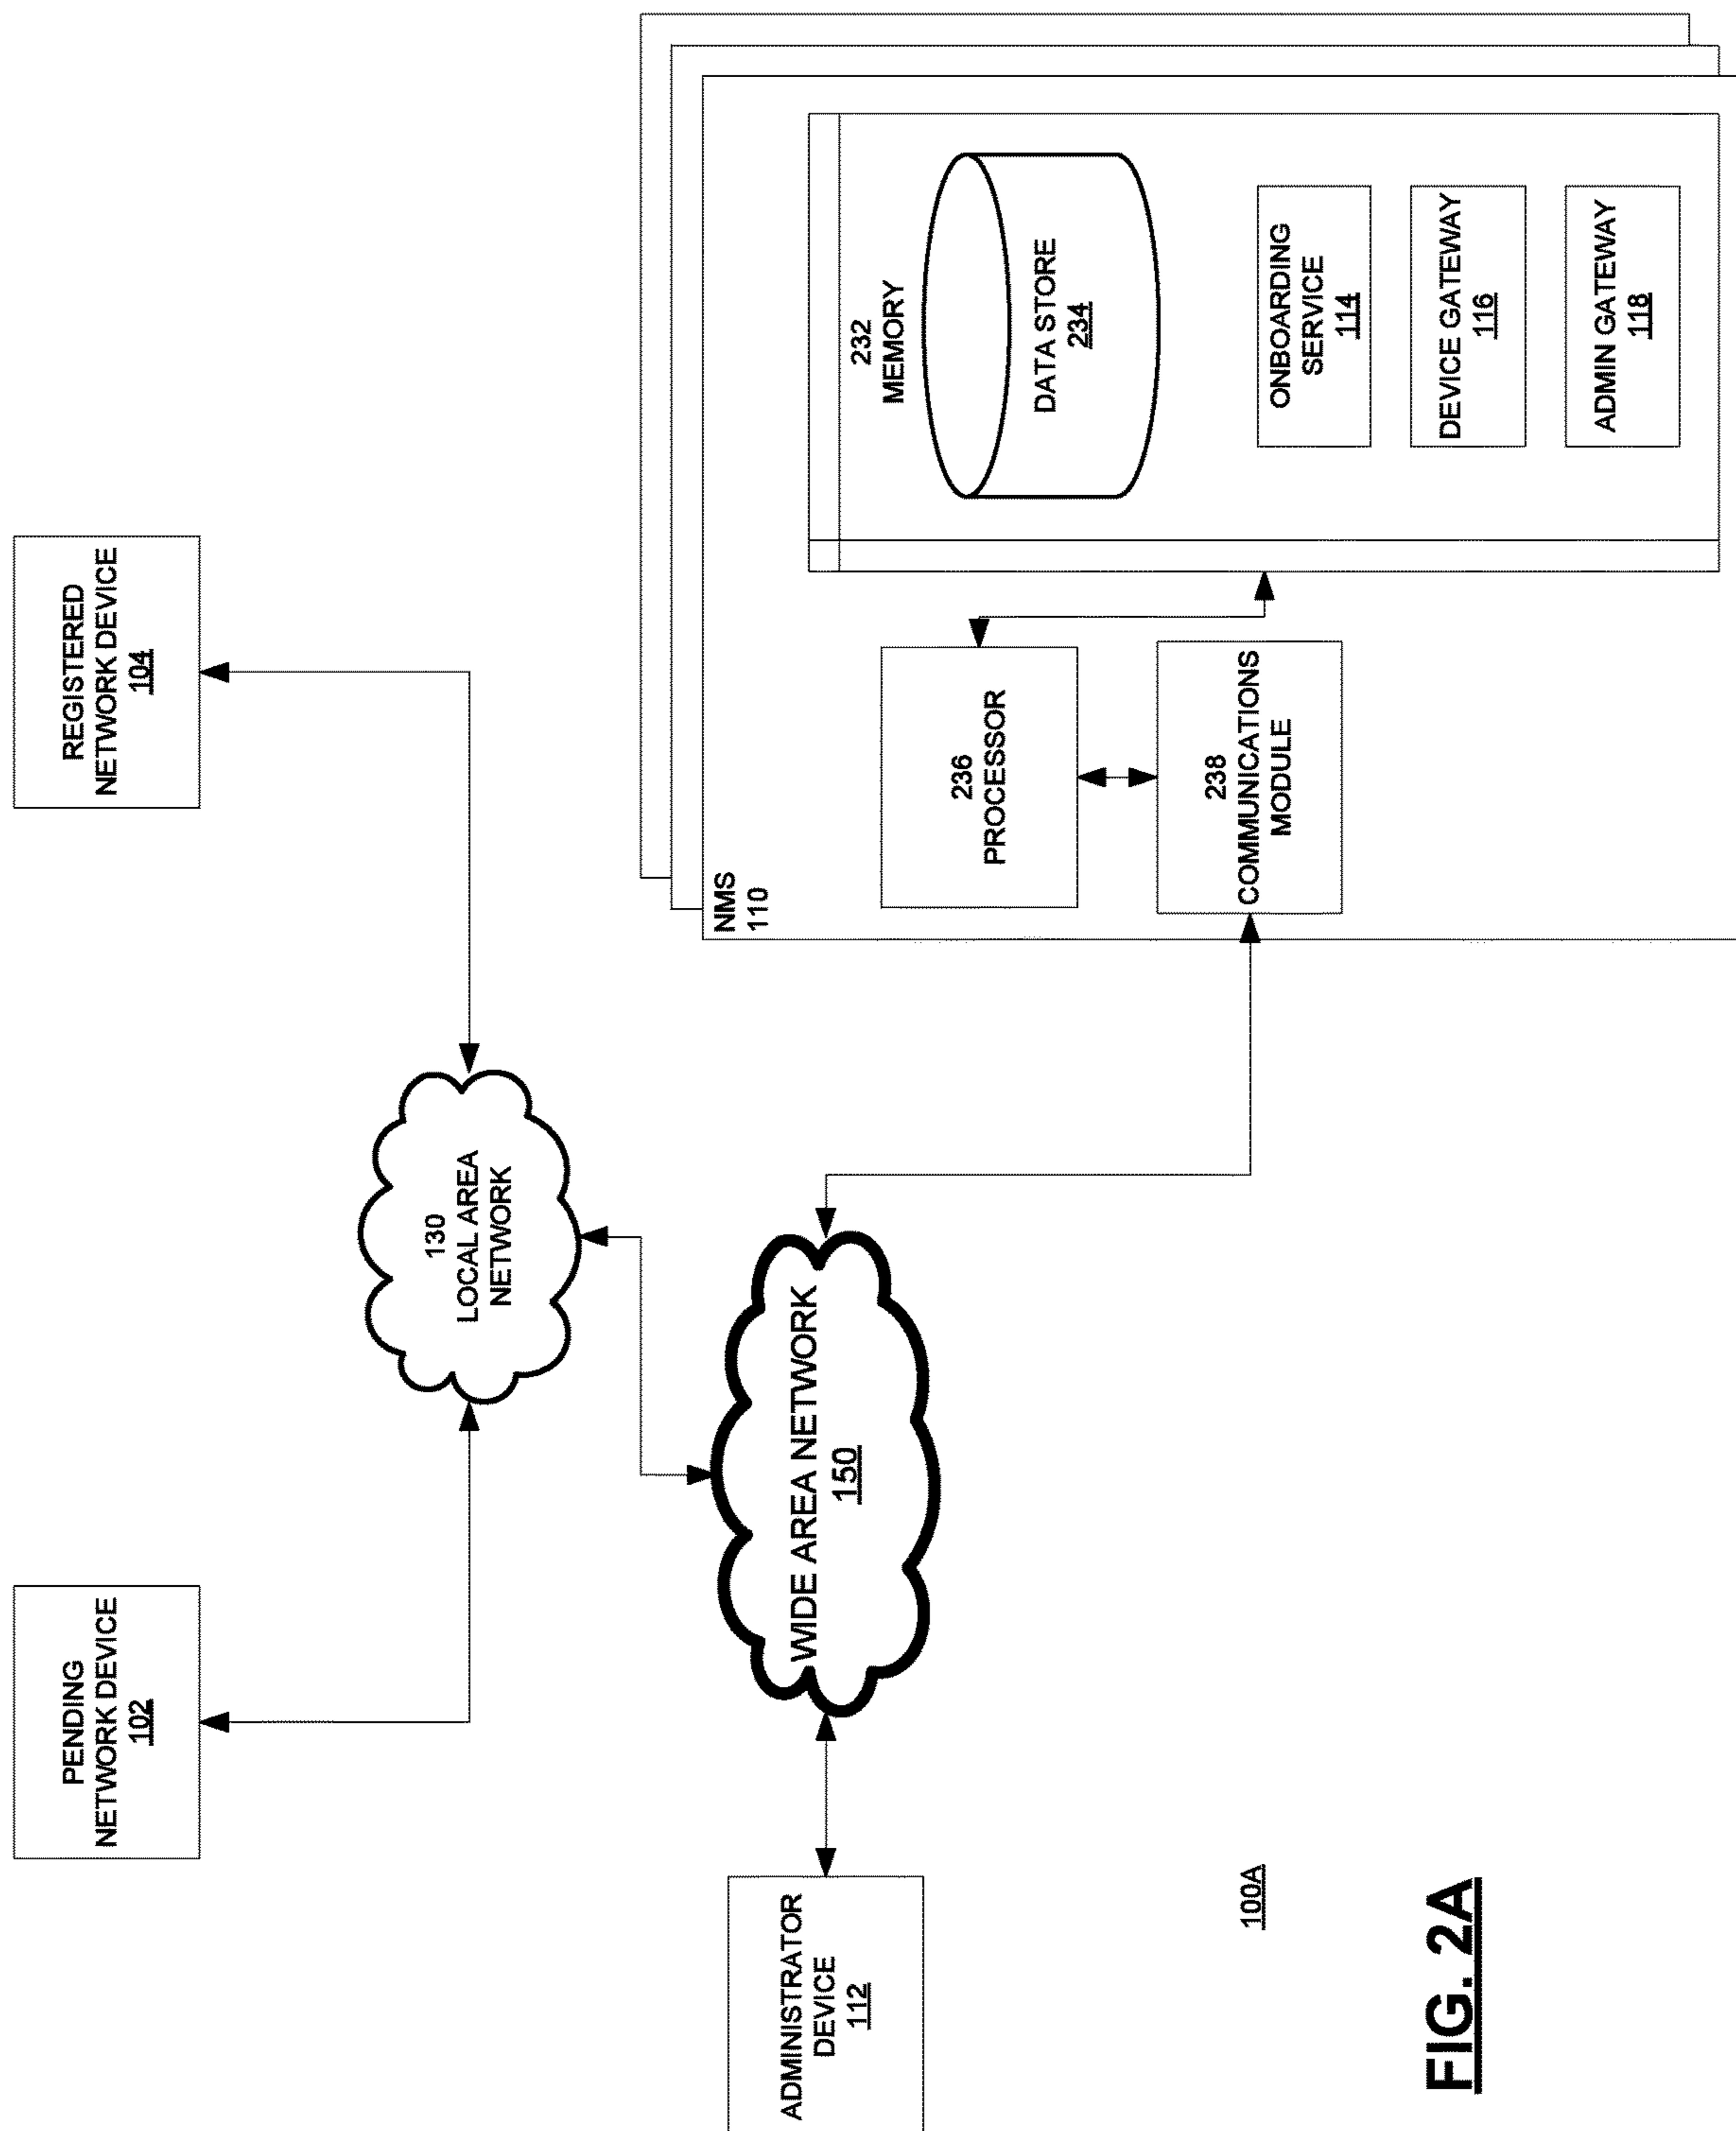 PENDING
NETWORK DEVICE
102
REGISTERED
NETWORK DEVICE
104
130
LOCAL AREA
NETWORK
ADMINISTRATOR
DEVICE
112
WIDE AREA NETWORK
150
NMS
110
236
PROCESSOR
238
COMMUNICATIONS
MODULE
232
MEMORY
DATA STORE
234
ONBOARDING
SERVICE
114
DEVICE GATEWAY
116
ADMIN GATEWAY
118
100A
FIG. 2A